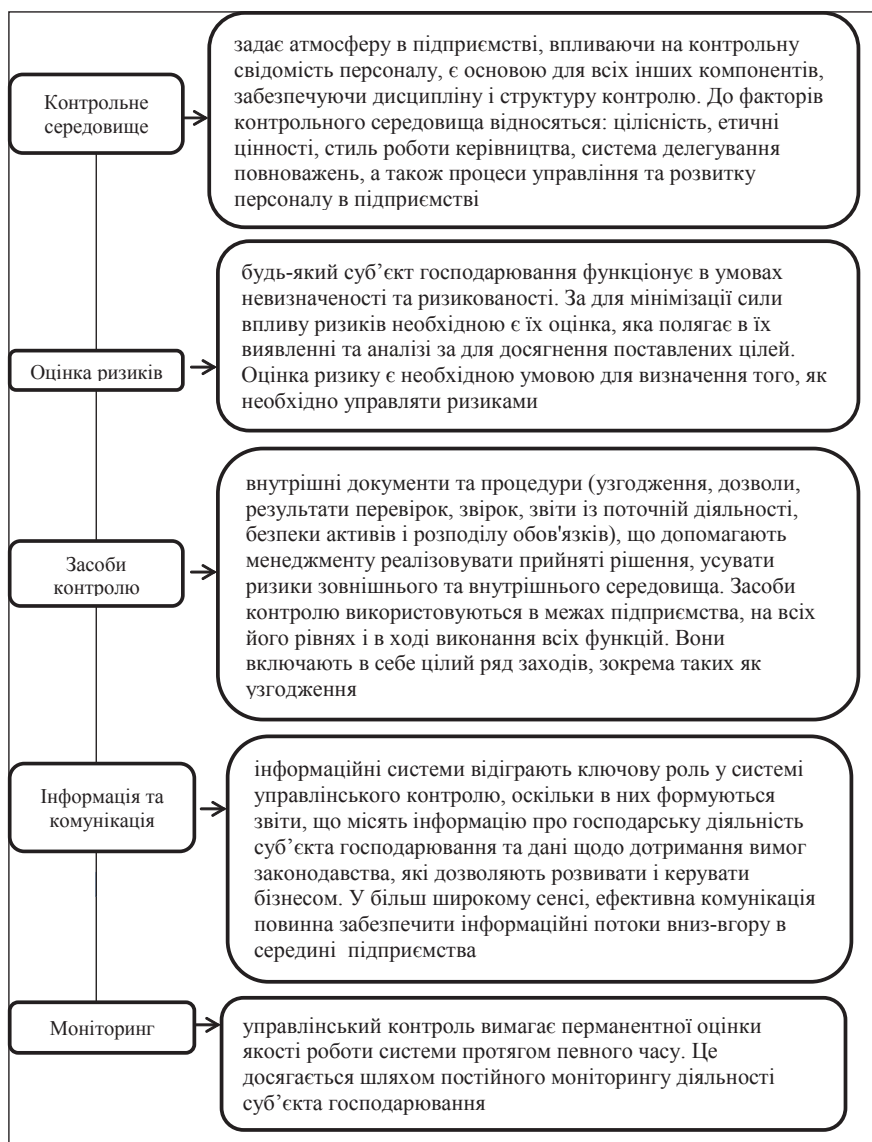 Контрольне
середовище
задає атмосферу в підприємстві, впливаючи на контрольну
свідомість персоналу, є основою для всіх інших компонентів,
забезпечуючи дисципліну і структуру контролю. До факторів
контрольного середовища відносяться: цілісність, етичні
цінності, стиль роботи керівництва, система делегування
повноважень, а також процеси управління та розвитку
персоналу в підприємстві
Оцінка ризиків
будь-який суб’єкт господарювання функціонує в умовах
невизначеності та ризикованості. За для мінімізації сили
впливу ризиків необхідною є їх оцінка, яка полягає в їх
виявленні та аналізі за для досягнення поставлених цілей.
Оцінка ризику є необхідною умовою для визначення того, як
необхідно управляти ризиками
Засоби
контролю
внутрішні документи та процедури (узгодження, дозволи,
результати перевірок, звірок, звіти із поточній діяльності,
безпеки активів і розподілу обов'язків), що допомагають
менеджменту реалізовувати прийняті рішення, усувати
ризики зовнішнього та внутрішнього середовища. Засоби
контролю використовуються в межах підприємства, на всіх
його рівнях і в ході виконання всіх функцій. Вони
включають в себе цілий ряд заходів, зокрема таких як
узгодження
Інформація та
комунікація
інформаційні системи відіграють ключову роль у системі
управлінського контролю, оскільки в них формуються
звіти, що місять інформацію про господарську діяльність
суб’єкта господарювання та дані щодо дотримання вимог
законодавства, які дозволяють розвивати і керувати
бізнесом. У більш широкому сенсі, ефективна комунікація
повинна забезпечити інформаційні потоки вниз-вгору в
середині підприємства
Моніторинг
управлінський контроль вимагає перманентної оцінки
якості роботи системи протягом певного часу. Це
досягається шляхом постійного моніторингу діяльності
суб’єкта господарювання